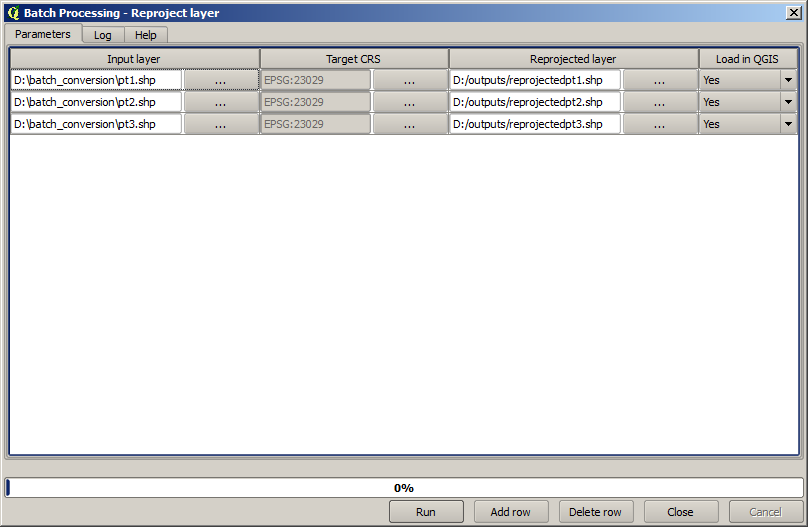 Batch Processing - Reproject layer
Parameters Log Help
Input layer Target CRS Reprojected layer Load in QGIS
D:\batch_conversion\pt1.shp ... EPSG:23029 ... D:/outputs/reprojectedpt1.shp ... Yes
D:\batch_conversion\pt2.shp ... EPSG:23029 ... D:/outputs/reprojectedpt2.shp ... Yes
D:\batch_conversion\pt3.shp ... EPSG:23029 ... D:/outputs/reprojectedpt3.shp ... Yes
0%
Run Add row Delete row Close Cancel